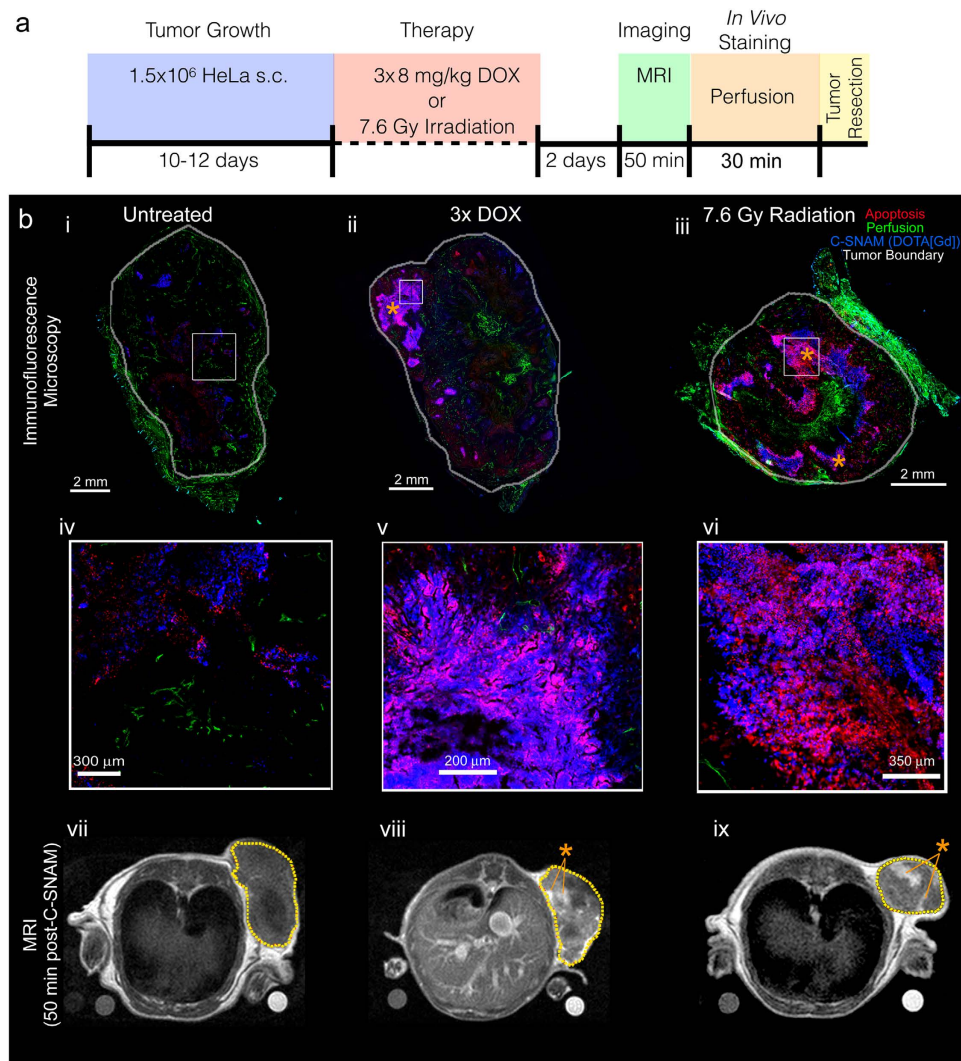 a
Tumor Growth
Therapy
Imaging
In Vivo
Staining
1.5x10⁶ HeLa s.c.
3x8 mg/kg DOX
or
7.6 Gy Irradiation
MRI
Perfusion
Tumor
Resection
10-12 days
2 days
50 min
30 min
b
Untreated
3x DOX
7.6 Gy Radiation
Apoptosis
Perfusion
C-SNAM (DOTA[Gd])
Tumor Boundary
i
ii
iii
Immunofluorescence
Microscopy
*
*
*
2 mm
2 mm
2 mm
iv
v
vi
300 μm
200 μm
350 μm
vii
viii
ix
*
*
MRI
(50 min post-C-SNAM)